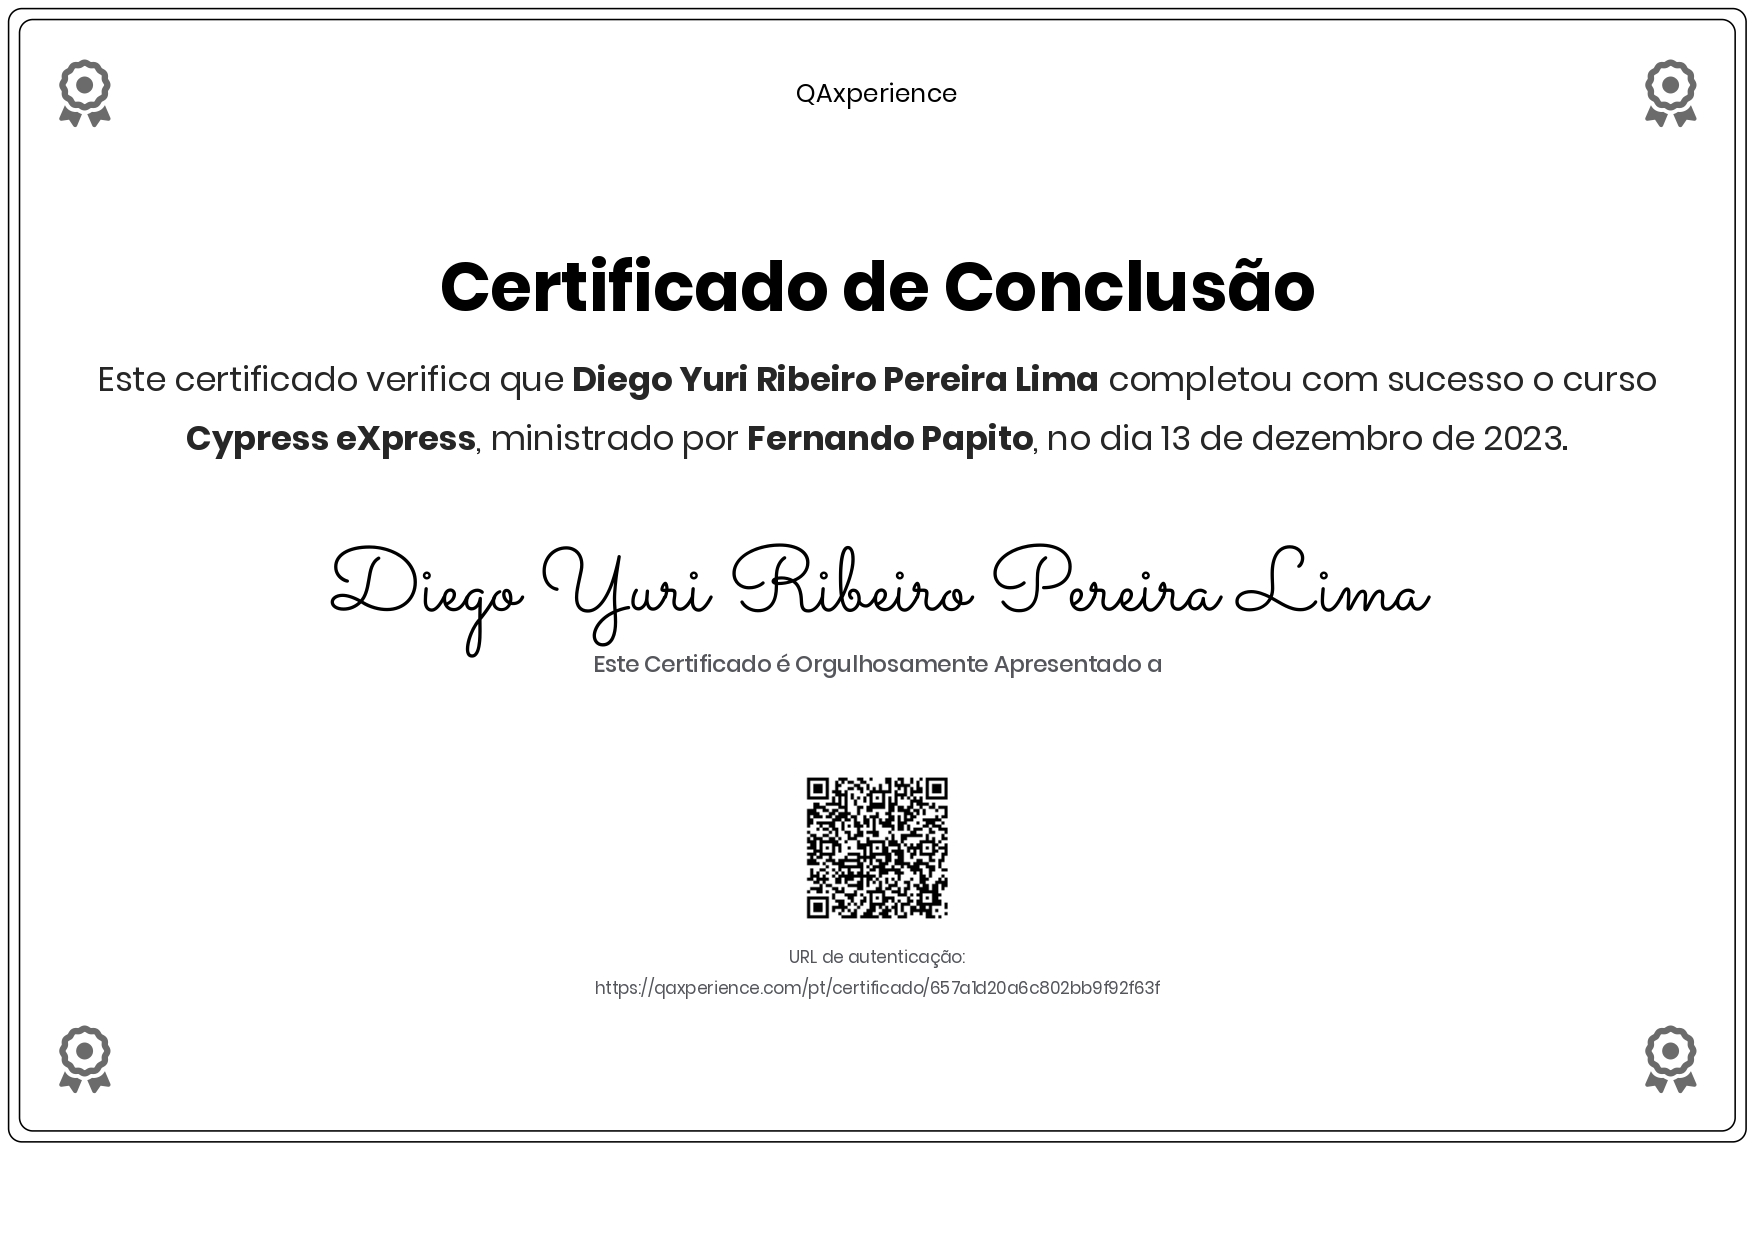 QAxperience
Certificado de Conclusão
Este certificado verifica que Diego Yuri Ribeiro Pereira Lima completou com sucesso o curso
Cypress eXpress, ministrado por Fernando Papito, no dia 13 de dezembro de 2023.
Diego Yuri Ribeiro Pereira Lima
Este Certificado é Orgulhosamente Apresentado a
URL de autenticação:
https://qaxperience.com/pt/certificado/657a1d20a6c802bb9f92f63f